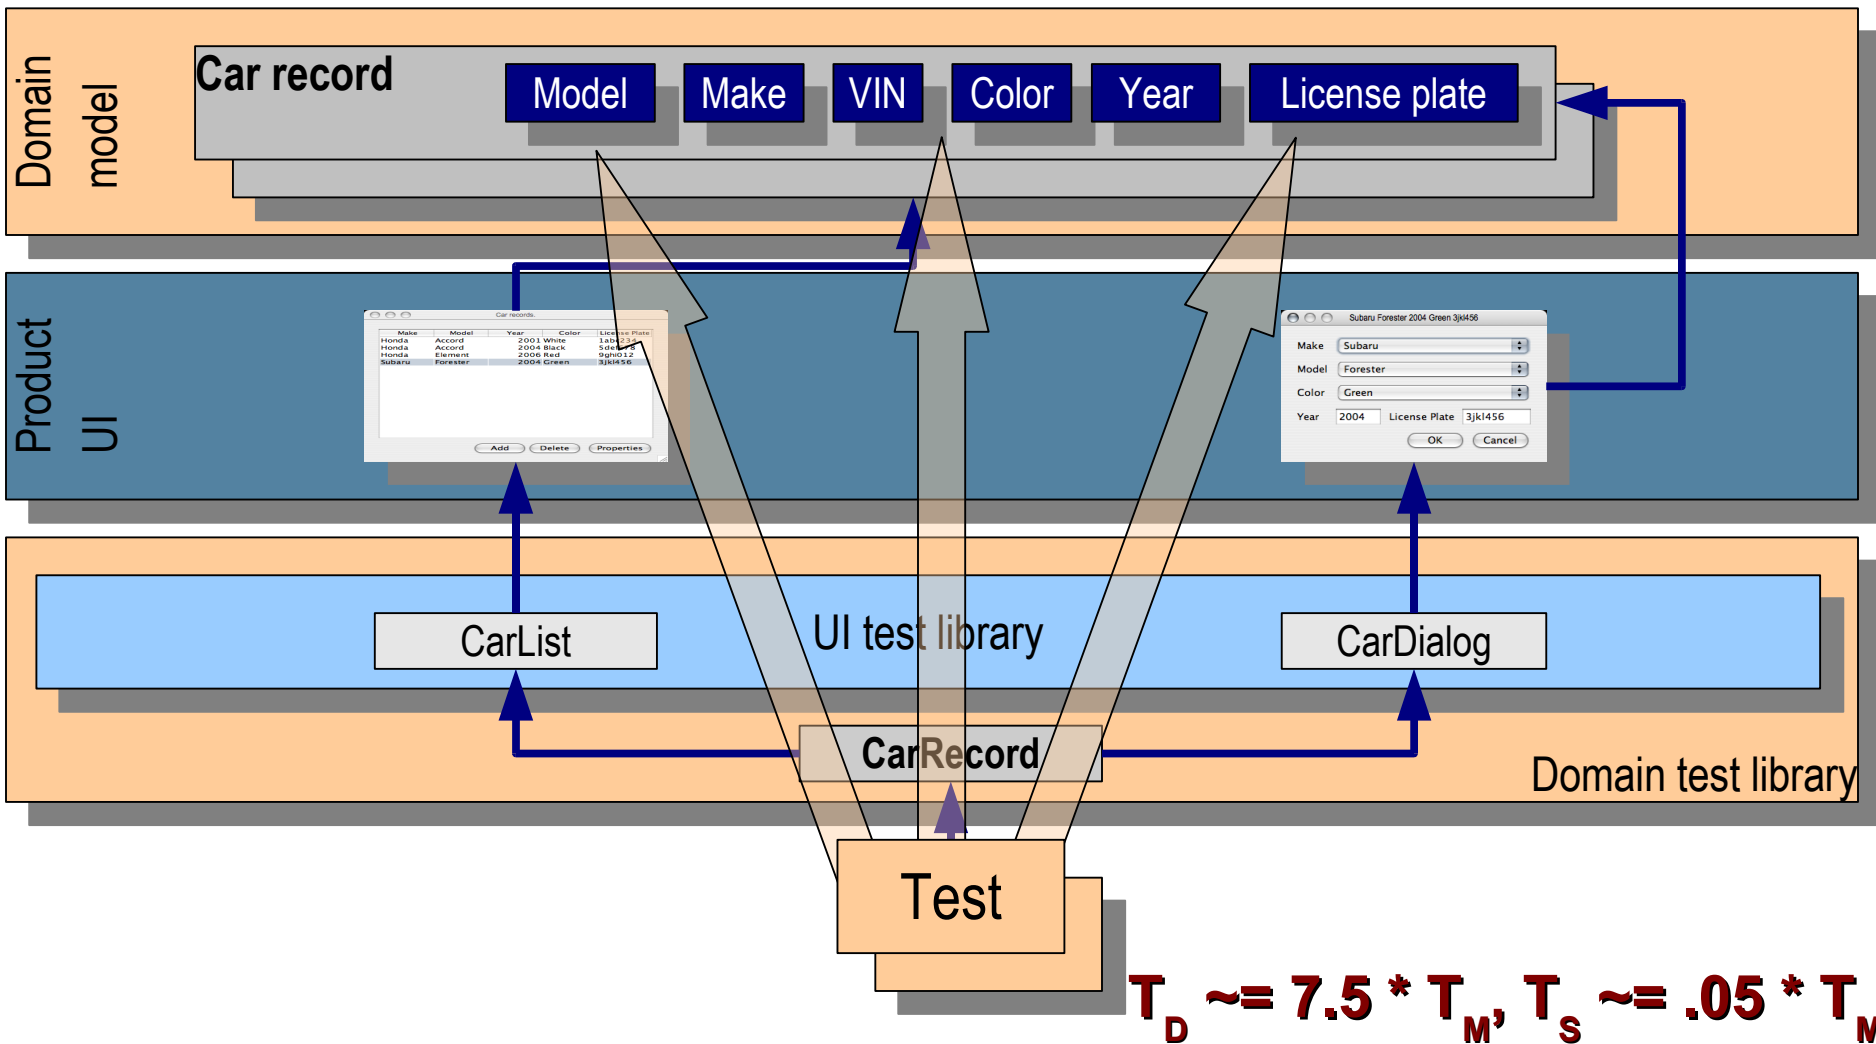 Domain
model
Car record
Model
Make
VIN
Color
Year
License plate
Product
UI
Car records.
Make Model Year Color License Plate
Honda Accord 2001 White 1abc234
Honda Accord 2004 Black
Honda Element 2006 Red 9ghi012
Subaru Forester 2004 Green 3jkl456
Add Delete Properties
Subaru Forester 2004 Green 3jkl456
Make Subaru
Model Forester
Color Green
Year 2004 License Plate 3jkl456
OK Cancel
CarList
UI test library
CarDialog
CarRecord
Domain test library
Test
T_D ~= 7.5 * T_M, T_S ~= .05 * T_M